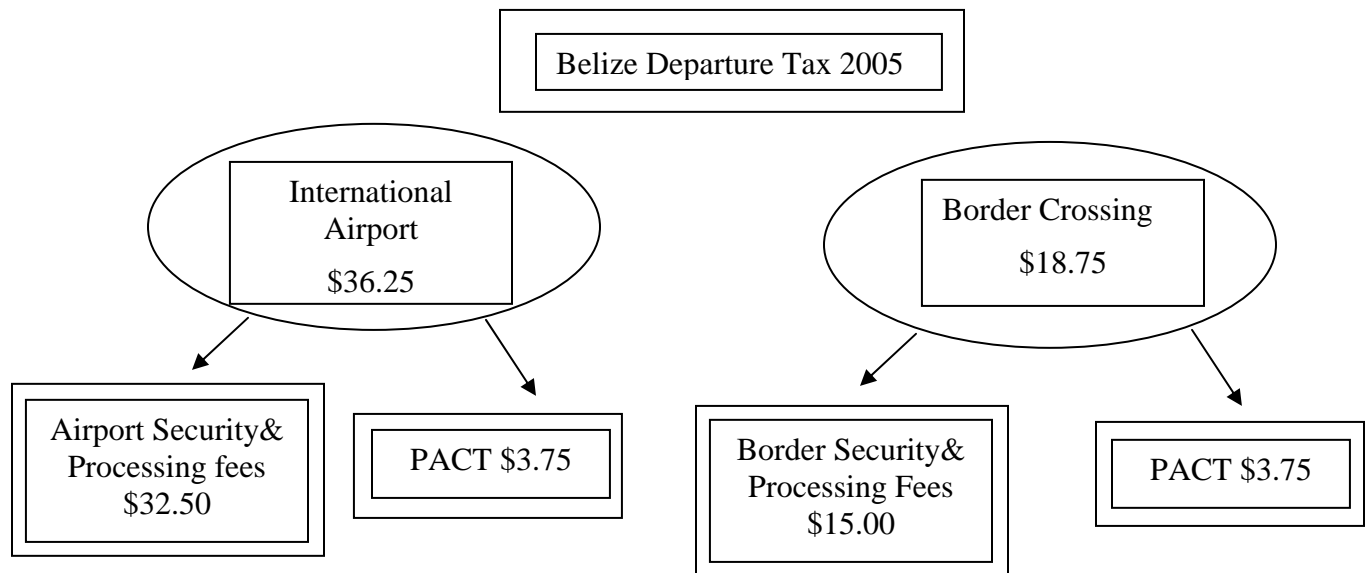 Belize Departure Tax 2005
International
Airport
$36.25
Border Crossing
$18.75
Airport Security&
Processing fees
$32.50
PACT $3.75
Border Security&
Processing Fees
$15.00
PACT $3.75